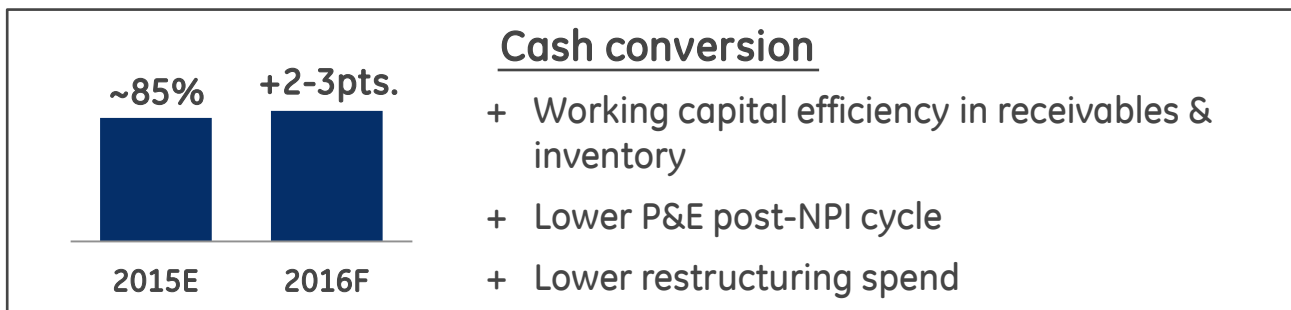 Cash conversion
~85%
+2-3pts.
2015E
2016F
+ Working capital efficiency in receivables &
inventory
+ Lower P&E post-NPI cycle
+ Lower restructuring spend